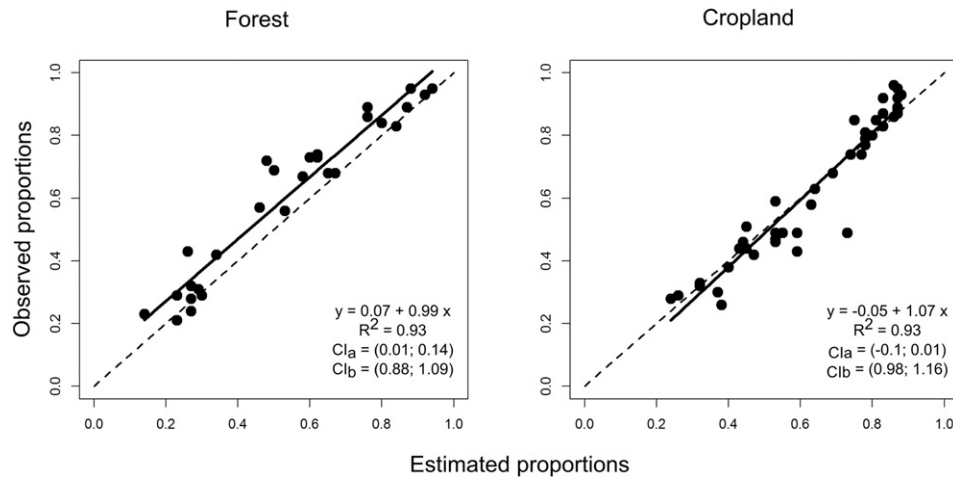 Forest
Cropland
Observed proportions
1.0
0.8
0.6
0.4
0.2
0.0
0.0 0.2 0.4 0.6 0.8 1.0
y = 0.07 + 0.99 x
R2 = 0.93
CIa = (0.01; 0.14)
CIb = (0.88; 1.09)
1.0
0.8
0.6
0.4
0.2
0.0
0.0 0.2 0.4 0.6 0.8 1.0
y = -0.05 + 1.07 x
R2 = 0.93
CIa = (-0.1; 0.01)
CIb = (0.98; 1.16)
Estimated proportions